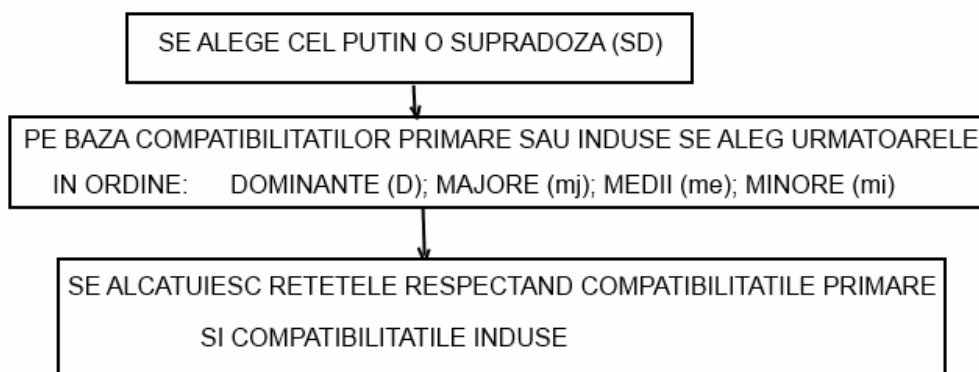 SE ALEGE CEL PUTIN O SUPRADOZA (SD)
PE BAZA COMPATIBILITATILOR PRIMARE SAU INDUSE SE ALEG URMATOARELE
IN ORDINE: DOMINANTE (D); MAJORE (mj); MEDII (me); MINORE (mi)
SE ALCATUIESC RETETELE RESPECTAND COMPATIBILITATILE PRIMARE
SI COMPATIBILITATILE INDUSE